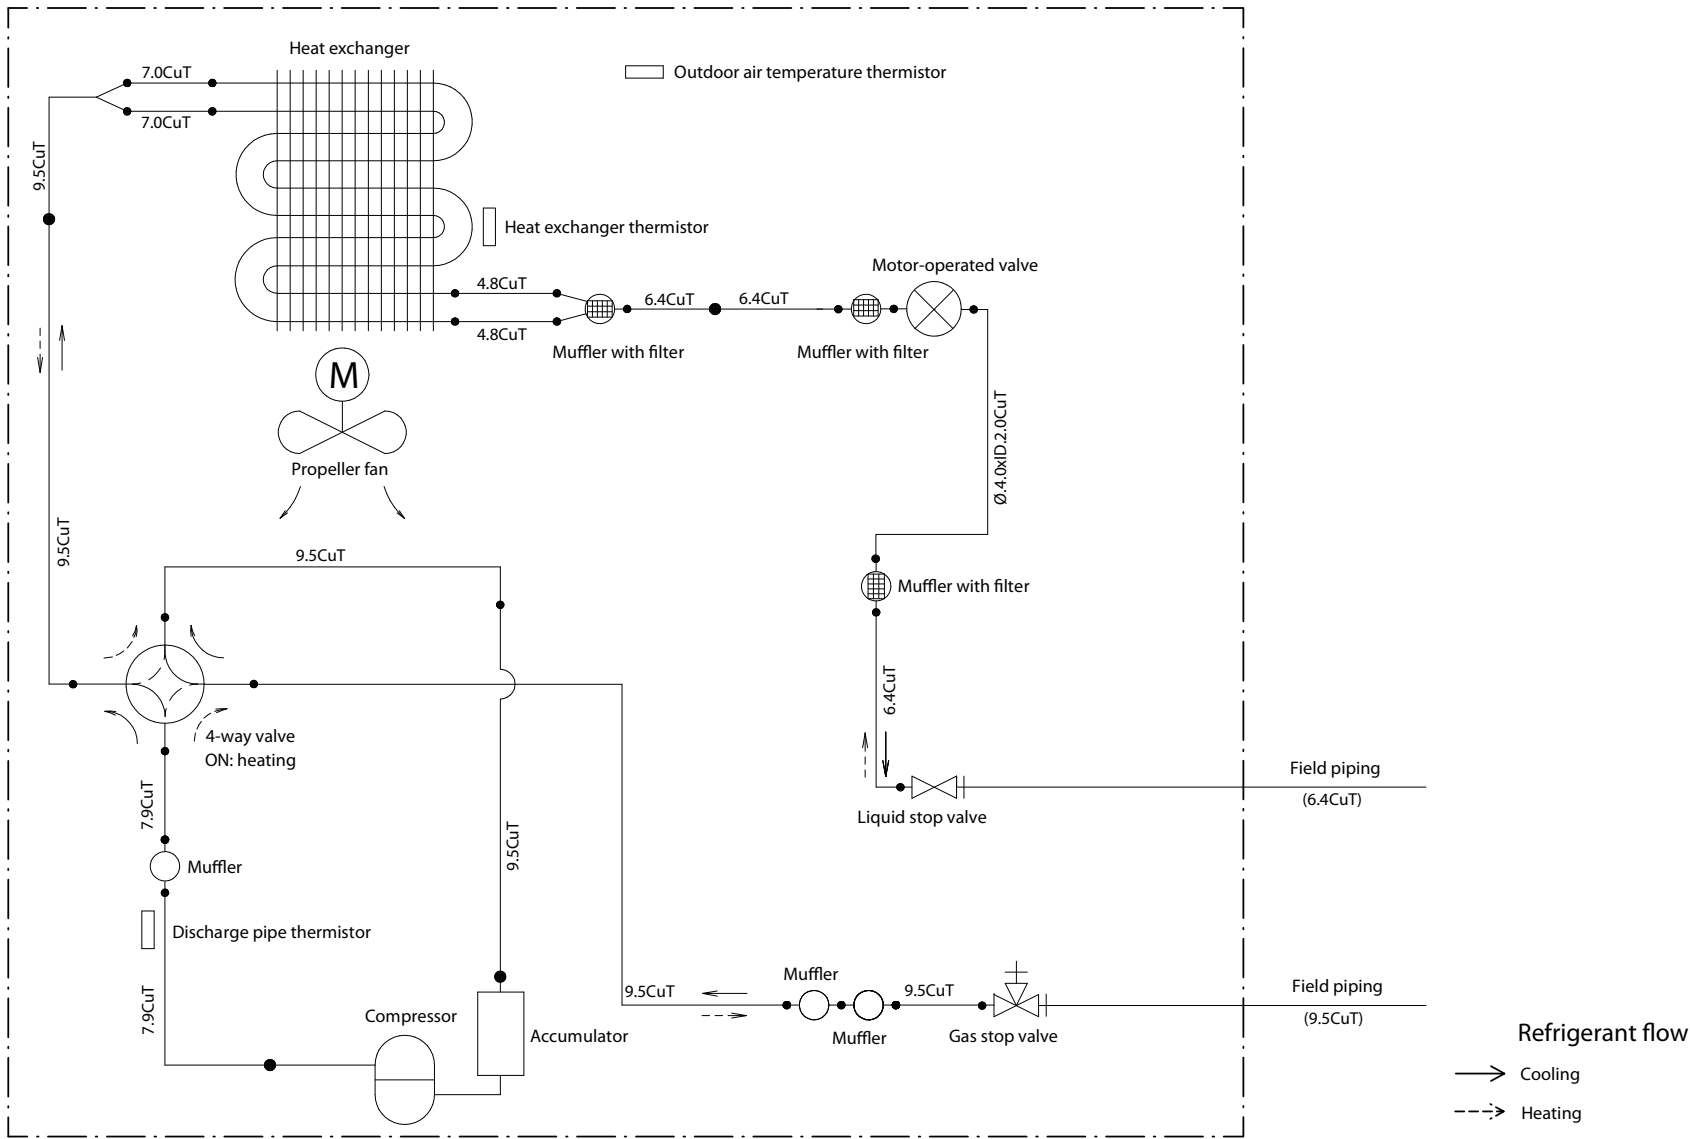 Heat exchanger
7.0CuT
Outdoor air temperature thermistor
7.0CuT
9.5CuT
Heat exchanger thermistor
Motor-operated valve
4.8CuT
6.4CuT
6.4CuT
4.8CuT
Muffler with filter
Muffler with filter
M
Ø.4.0xID.2.0CuT
Propeller fan
9.5CuT
9.5CuT
Muffler with filter
6.4CuT
4-way valve
ON: heating
Field piping
(6.4CuT)
7.9CuT
Liquid stop valve
9.5CuT
Muffler
Discharge pipe thermistor
7.9CuT
Muffler
9.5CuT
9.5CuT
Field piping
(9.5CuT)
Compressor
Accumulator
Muffler
Gas stop valve
Refrigerant flow
Cooling
Heating